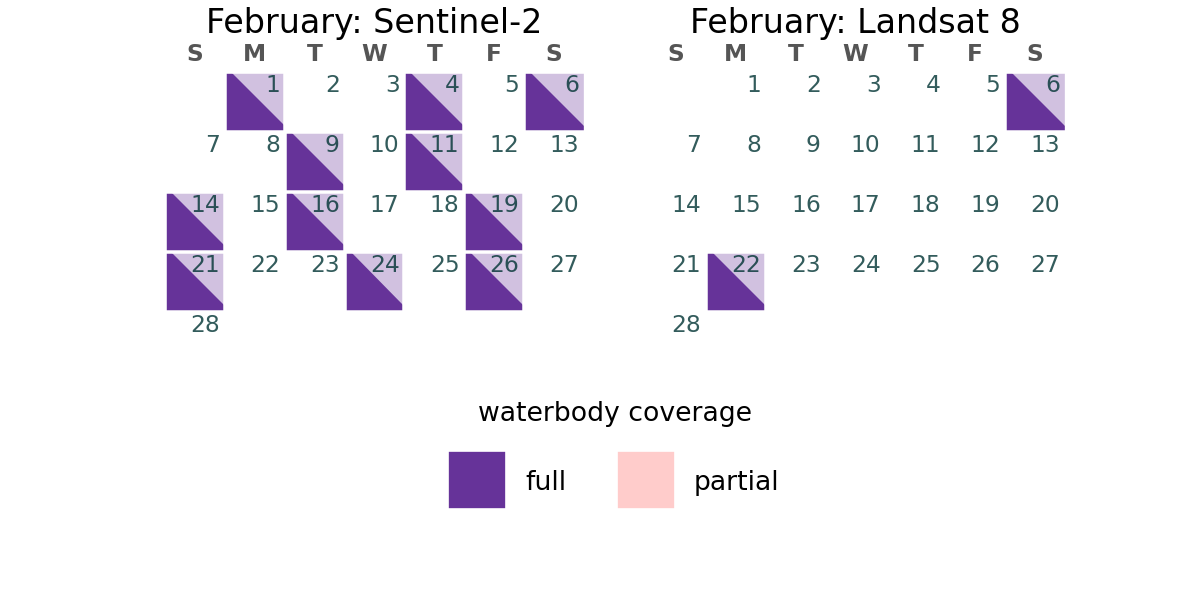 February: Sentinel-2
S M T W T F S
1 2 3 4 5 6
7 8 9 10 11 12 13
14 15 16 17 18 19 20
21 22 23 24 25 26 27
28
February: Landsat 8
S M T W T F S
1 2 3 4 5 6
7 8 9 10 11 12 13
14 15 16 17 18 19 20
21 22 23 24 25 26 27
28
waterbody coverage
full
partial